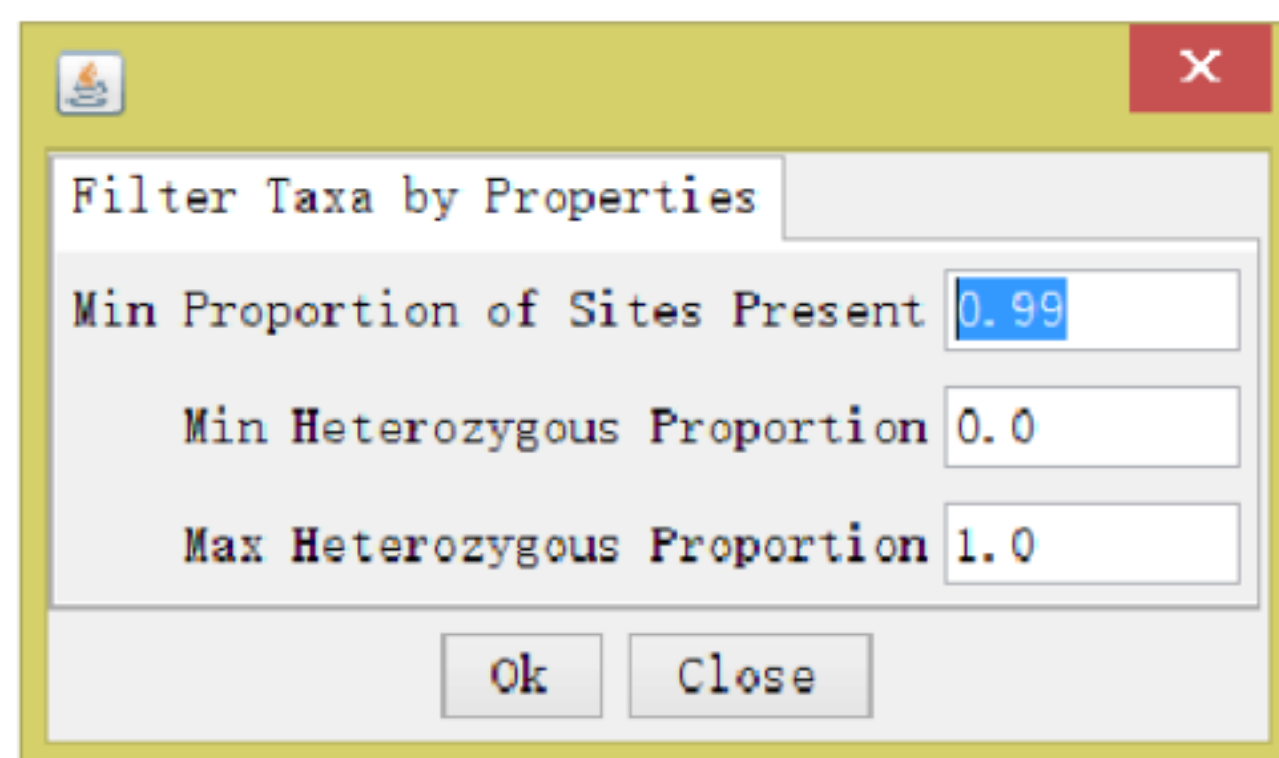 Filter Taxa by Properties
Min Proportion of Sites Present 0.99
Min Heterozygous Proportion 0.0
Max Heterozygous Proportion 1.0
Ok Close